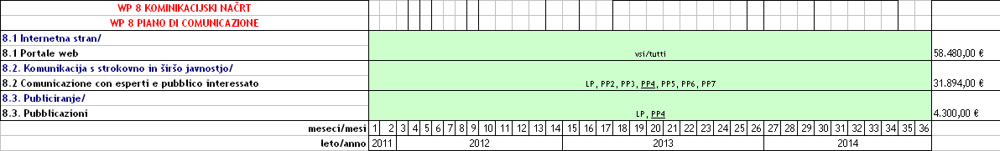 WP 8 KOMINIKACIJSKI NAČRT
WP 8 PIANO DI COMUNICAZIONE
8.1 Internetna stran/
8.1 Portale web vsi/tutti 58.480,00 €
8.2. Komunikacija s strokovno in širšo javnostjo/
8.2 Comunicazione con esperti e pubblico interessato LP, PP2, PP3, PP4, PP5, PP6, PP7 31.894,00 €
8.3. Publiciranje/
8.3. Pubblicazioni LP, PP4 4.300,00 €
meseci/mesi 1 2 3 4 5 6 7 8 9 10 11 12 13 14 15 16 17 18 19 20 21 22 23 24 25 26 27 28 29 30 31 32 33 34 35 36
leto/anno 2011 2012 2013 2014